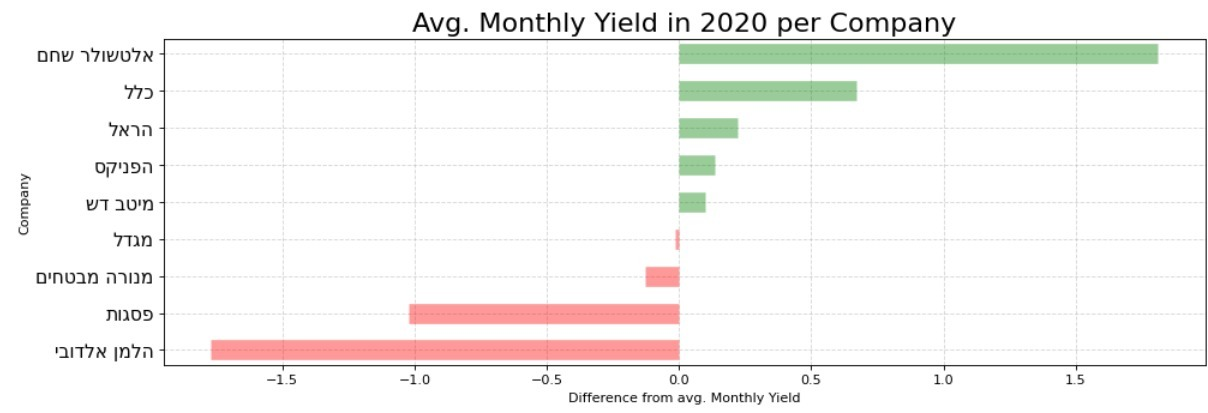 Avg. Monthly Yield in 2020 per Company
אלטשולר שחם
כלל
הראל
הפניקס
מיטב דש
מגדל
מנורה מבטחים
פסגות
הלמן אלדובי
Company
−1.5 −1.0 −0.5 0.0 0.5 1.0 1.5
Difference from avg. Monthly Yield